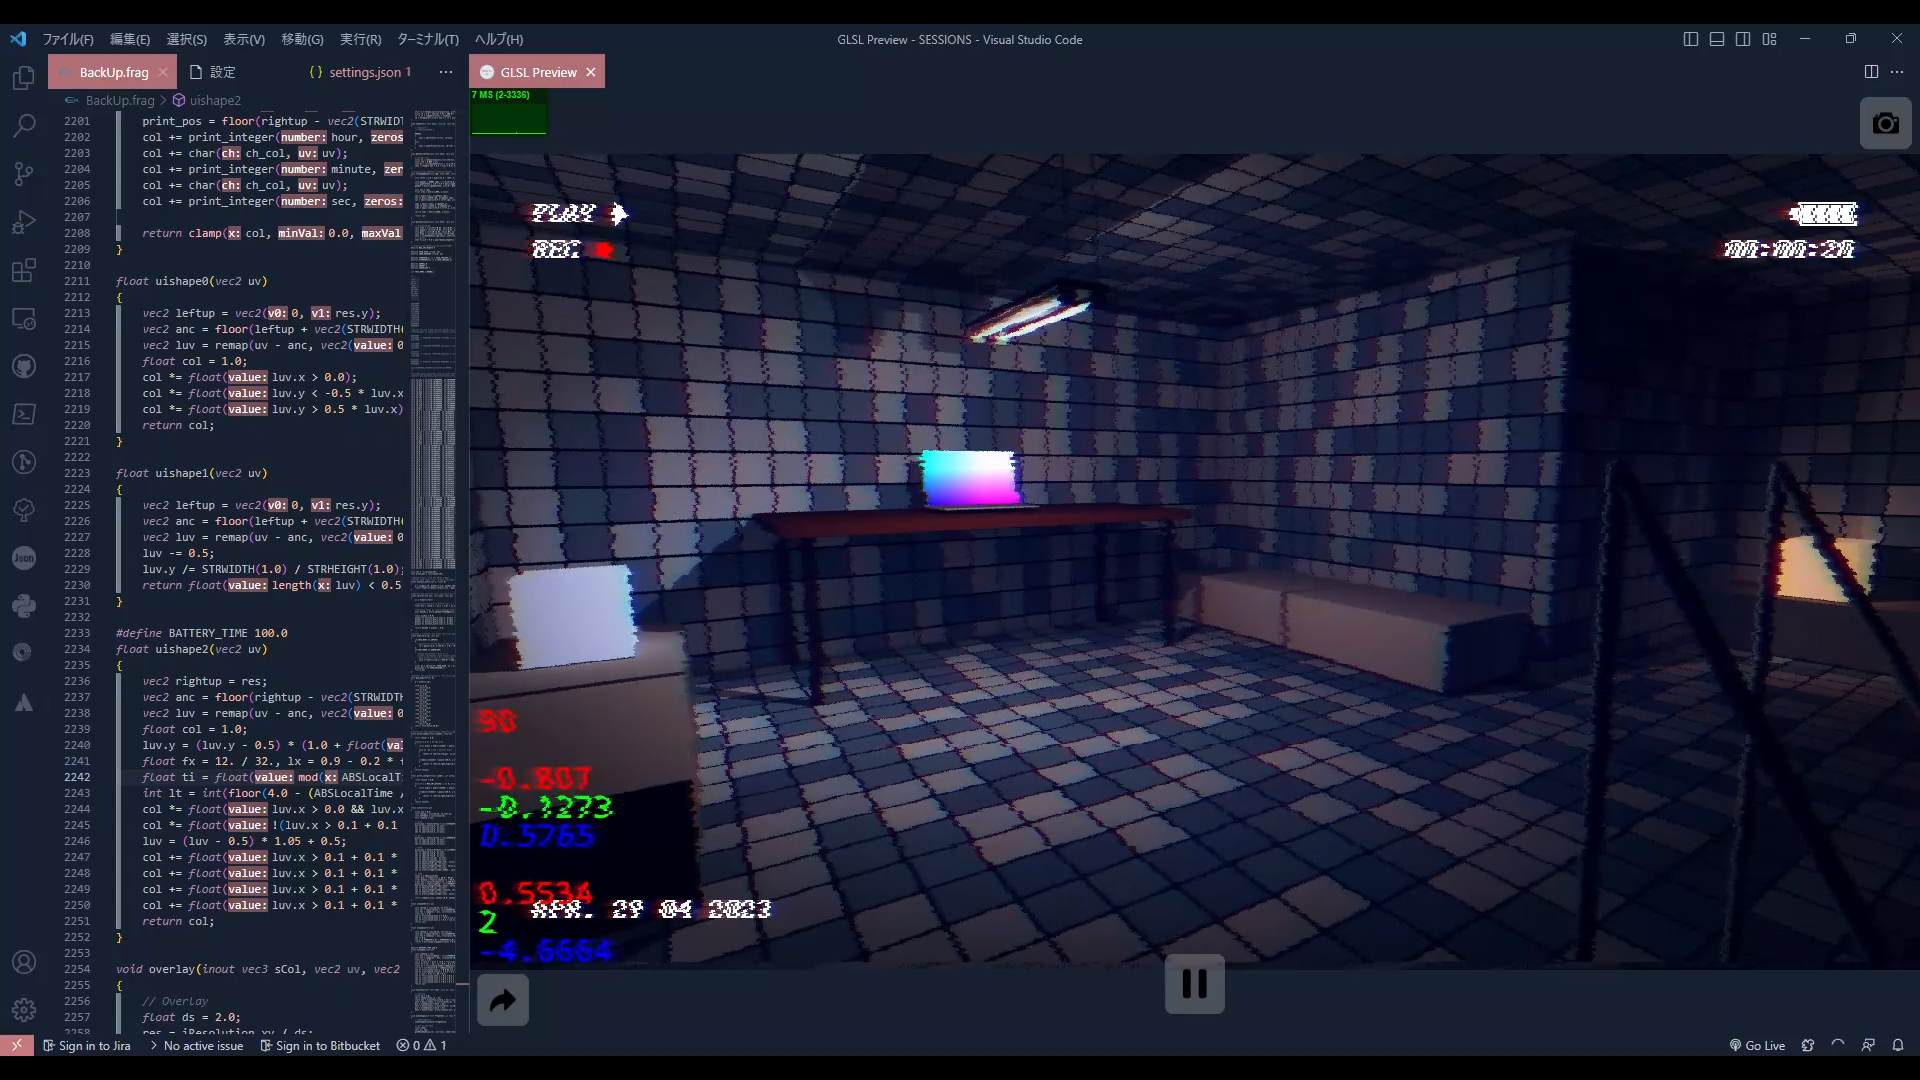 ファイル(F) 編集(E) 選択(S) 表示(V) 移動(G) 実行(R) ターミナル(T) ヘルプ(H)
GLSL Preview - SESSIONS - Visual Studio Code
BackUp.frag 設定 {} settings.json 1 ···
GLSL Preview
BackUp.frag > uishape2
7 MS (2-3336)
2201 print_pos = floor(rightup - vec2(STRWIDT
2202 col += print_integer(number: hour, zeros
2203 col += char(ch: ch_col, uv: uv);
2204 col += print_integer(number: minute, zer
2205 col += char(ch: ch_col, uv: uv);
2206 col += print_integer(number: sec, zeros:
2207
2208 return clamp(x: col, minVal: 0.0, maxVal
2209 }
2210
2211 float uishape0(vec2 uv)
2212 {
2213 vec2 leftup = vec2(v0: 0, v1: res.y);
2214 vec2 anc = floor(leftup + vec2(STRWIDTH(
2215 vec2 luv = remap(uv - anc, vec2(value: 0
2216 float col = 1.0;
2217 col *= float(value: luv.x > 0.0);
2218 col *= float(value: luv.y < -0.5 * luv.x
2219 col *= float(value: luv.y > 0.5 * luv.x)
2220 return col;
2221 }
2222
2223 float uishape1(vec2 uv)
2224 {
2225 vec2 leftup = vec2(v0: 0, v1: res.y);
2226 vec2 anc = floor(leftup + vec2(STRWIDTH(
2227 vec2 luv = remap(uv - anc, vec2(value: 0
2228 luv -= 0.5;
2229 luv.y /= STRWIDTH(1.0) / STRHEIGHT(1.0);
2230 return float(value: length(x: luv) < 0.5
2231 }
2232
2233 #define BATTERY_TIME 100.0
2234 float uishape2(vec2 uv)
2235 {
2236 vec2 rightup = res;
2237 vec2 anc = floor(rightup - vec2(STRWIDTH
2238 vec2 luv = remap(uv - anc, vec2(value: 0
2239 float col = 1.0;
2240 luv.y = (luv.y - 0.5) * (1.0 + float(val
2241 float fx = 12. / 32., lx = 0.9 - 0.2 * f
2242 float ti = float(value: mod(x: ABSLocalTi
2243 int lt = int(floor(4.0 - (ABSLocalTime /
2244 col *= float(value: luv.x > 0.0 && luv.x
2245 col *= float(value: !(luv.x > 0.1 + 0.1
2246 luv = (luv - 0.5) * 1.05 + 0.5;
2247 col += float(value: luv.x > 0.1 + 0.1 *
2248 col += float(value: luv.x > 0.1 + 0.1 *
2249 col += float(value: luv.x > 0.1 + 0.1 *
2250 col += float(value: luv.x > 0.1 + 0.1 *
2251 return col;
2252 }
2253
2254 void overlay(inout vec3 sCol, vec2 uv, vec2
2255 {
2256 // Overlay
2257 float ds = 2.0;
2258 res = iResolution.xy / ds;
PLAY
REC
-0.807
0.5765
0.5534
2
-4.6664
APR. 29 04 2023
Json
Sign in to Jira > No active issue Sign in to Bitbucket 0 1
Go Live